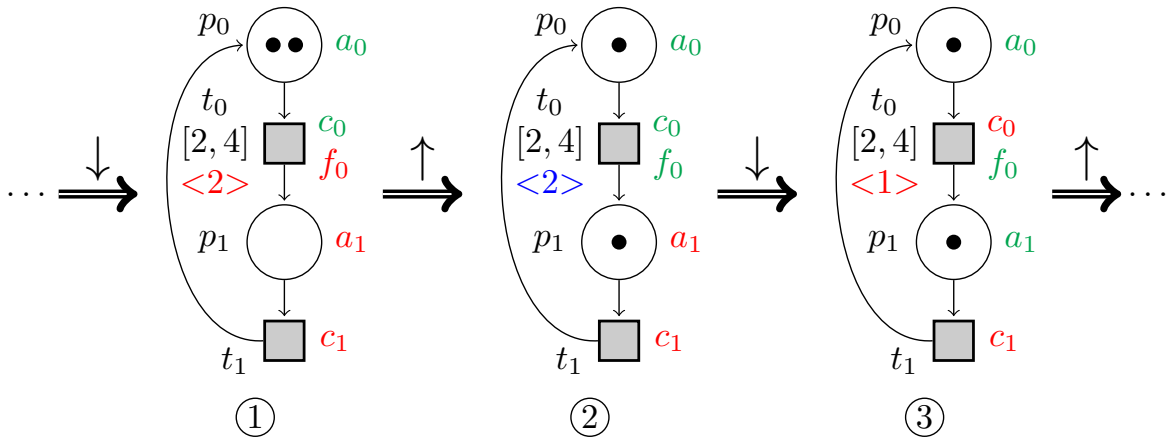 p₀ a₀ p₀ a₀ p₀ a₀
t₀ t₀ t₀
↓ [2, 4] c₀ ↑ [2, 4] c₀ ↓ [2, 4] c₀ ↑
<2> f₀ <2> f₀ <1> f₀
··· ⇒ ⇒ ⇒ ⇒ ···
p₁ a₁ p₁ a₁ p₁ a₁
c₁ c₁ c₁
t₁ t₁ t₁
① ② ③